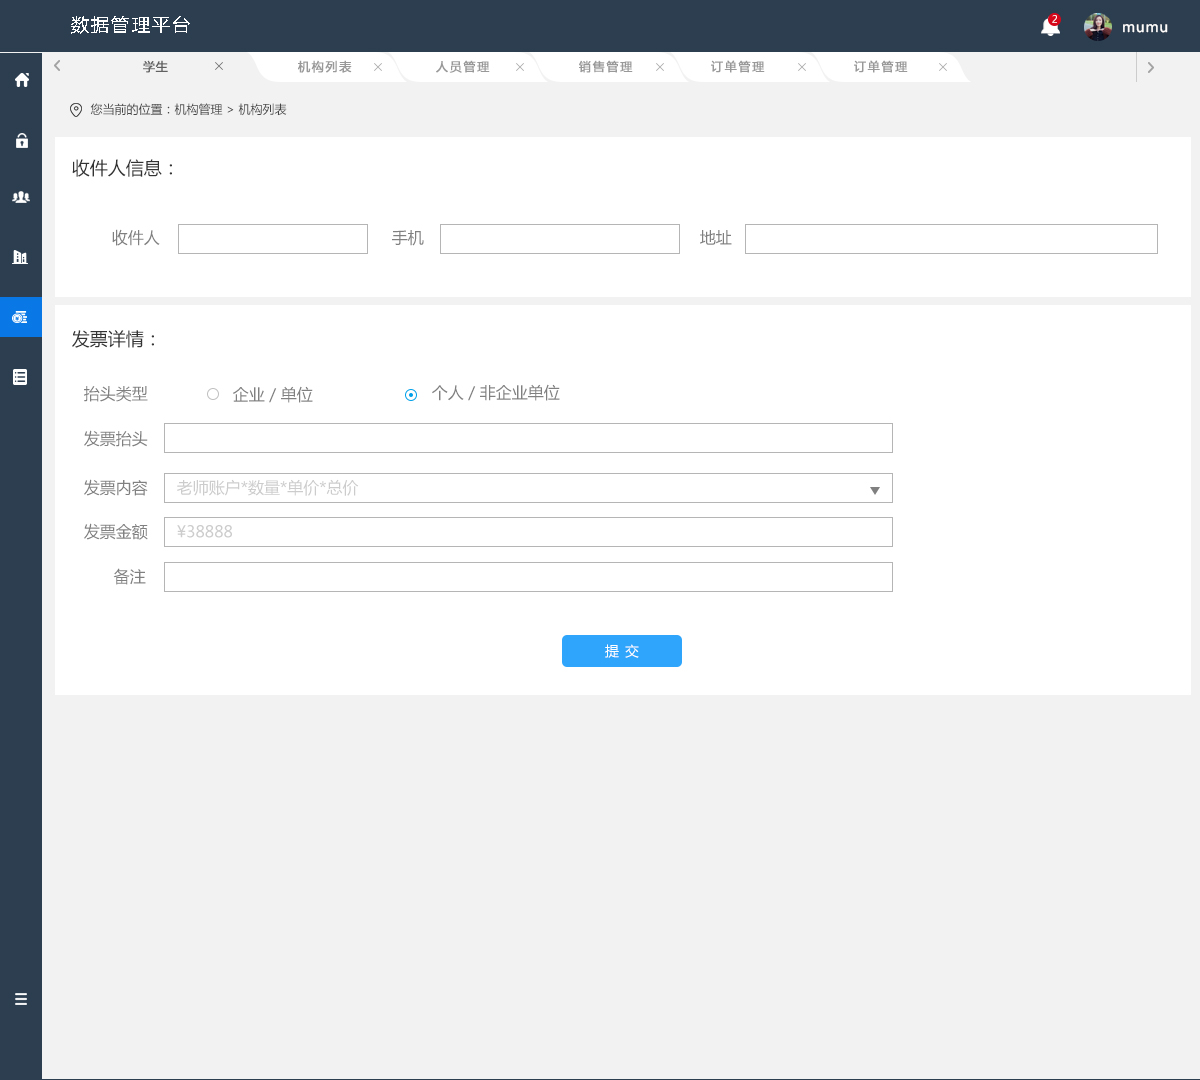 数据管理平台
2
mumu
学生 机构列表 人员管理 销售管理 订单管理 订单管理
您当前的位置：机构管理 > 机构列表
收件人信息：
收件人 手机 地址
发票详情：
抬头类型 企业 / 单位 个人 / 非企业单位
发票抬头
发票内容 老师账户*数量*单价*总价
发票金额 ¥38888
备注
提 交